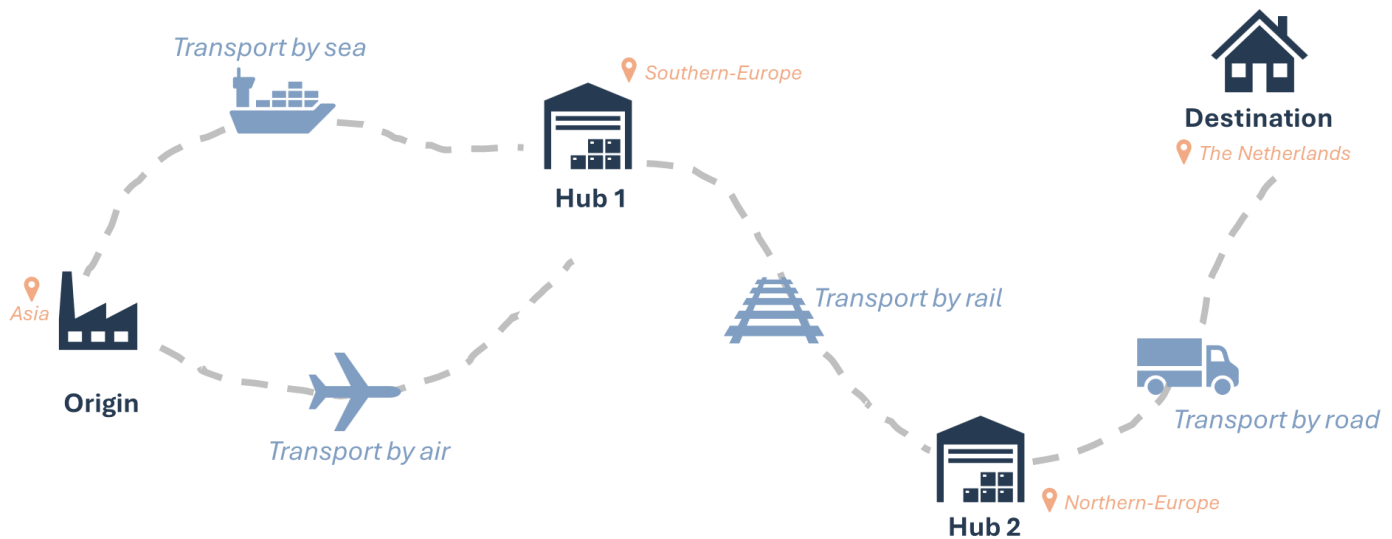 Transport by sea
Southern-Europe
Hub 1
Destination
The Netherlands
Asia
Origin
Transport by air
Transport by rail
Transport by road
Northern-Europe
Hub 2